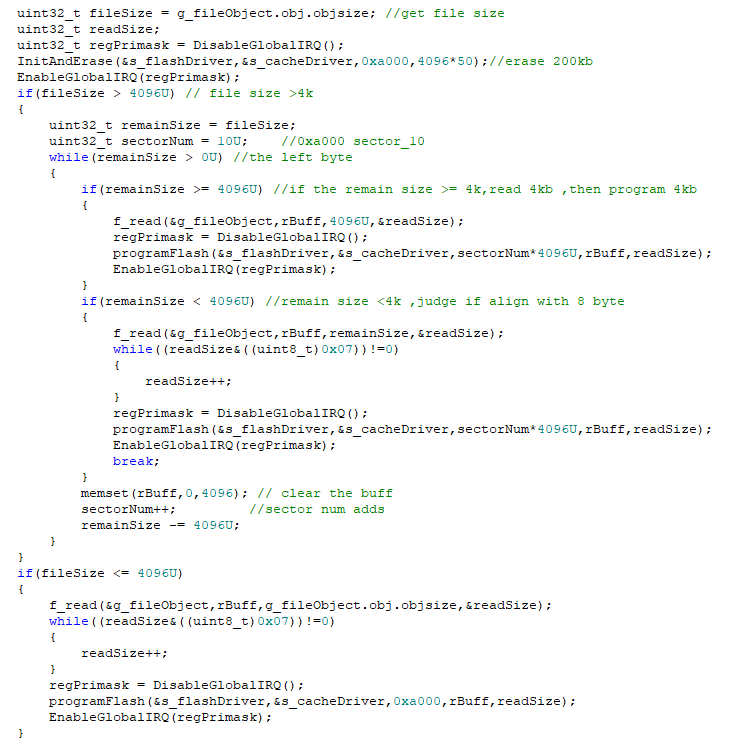 uint32_t fileSize = g_fileObject.obj.objsize; //get file size
uint32_t readSize;
uint32_t regPrimask = DisableGlobalIRQ();
InitAndErase(&s_flashDriver,&s_cacheDriver,0xa000,4096*50);//erase 200kb
EnableGlobalIRQ(regPrimask);
if(fileSize > 4096U) // file size >4k
{
    uint32_t remainSize = fileSize;
    uint32_t sectorNum = 10U;    //0xa000 sector_10
    while(remainSize > 0U) //the left byte
    {
        if(remainSize >= 4096U) //if the remain size >= 4k,read 4kb ,then program 4kb
        {
            f_read(&g_fileObject,rBuff,4096U,&readSize);
            regPrimask = DisableGlobalIRQ();
            programFlash(&s_flashDriver,&s_cacheDriver,sectorNum*4096U,rBuff,readSize);
            EnableGlobalIRQ(regPrimask);
        }
        if(remainSize < 4096U) //remain size <4k ,judge if align with 8 byte
        {
            f_read(&g_fileObject,rBuff,remainSize,&readSize);
            while((readSize&((uint8_t)0x07))!=0)
            {
                readSize++;
            }
            regPrimask = DisableGlobalIRQ();
            programFlash(&s_flashDriver,&s_cacheDriver,sectorNum*4096U,rBuff,readSize);
            EnableGlobalIRQ(regPrimask);
            break;
        }
        memset(rBuff,0,4096); // clear the buff
        sectorNum++;         //sector num adds
        remainSize -= 4096U;
    }
}
if(fileSize <= 4096U)
{
    f_read(&g_fileObject,rBuff,g_fileObject.obj.objsize,&readSize);
    while((readSize&((uint8_t)0x07))!=0)
    {
        readSize++;
    }
    regPrimask = DisableGlobalIRQ();
    programFlash(&s_flashDriver,&s_cacheDriver,0xa000,rBuff,readSize);
    EnableGlobalIRQ(regPrimask);
}